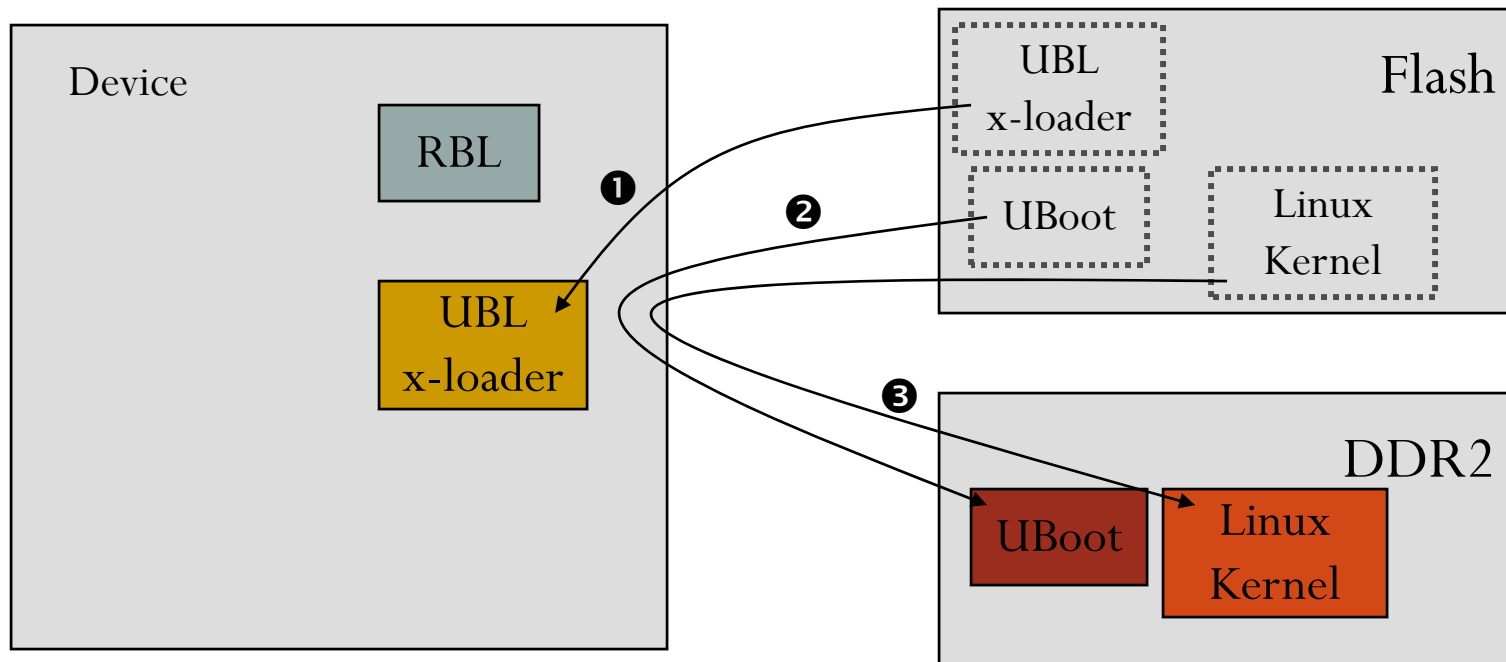 Device
RBL
UBL
x-loader
❶
❷
❸
Flash
UBL
x-loader
UBoot
Linux
Kernel
DDR2
UBoot
Linux
Kernel